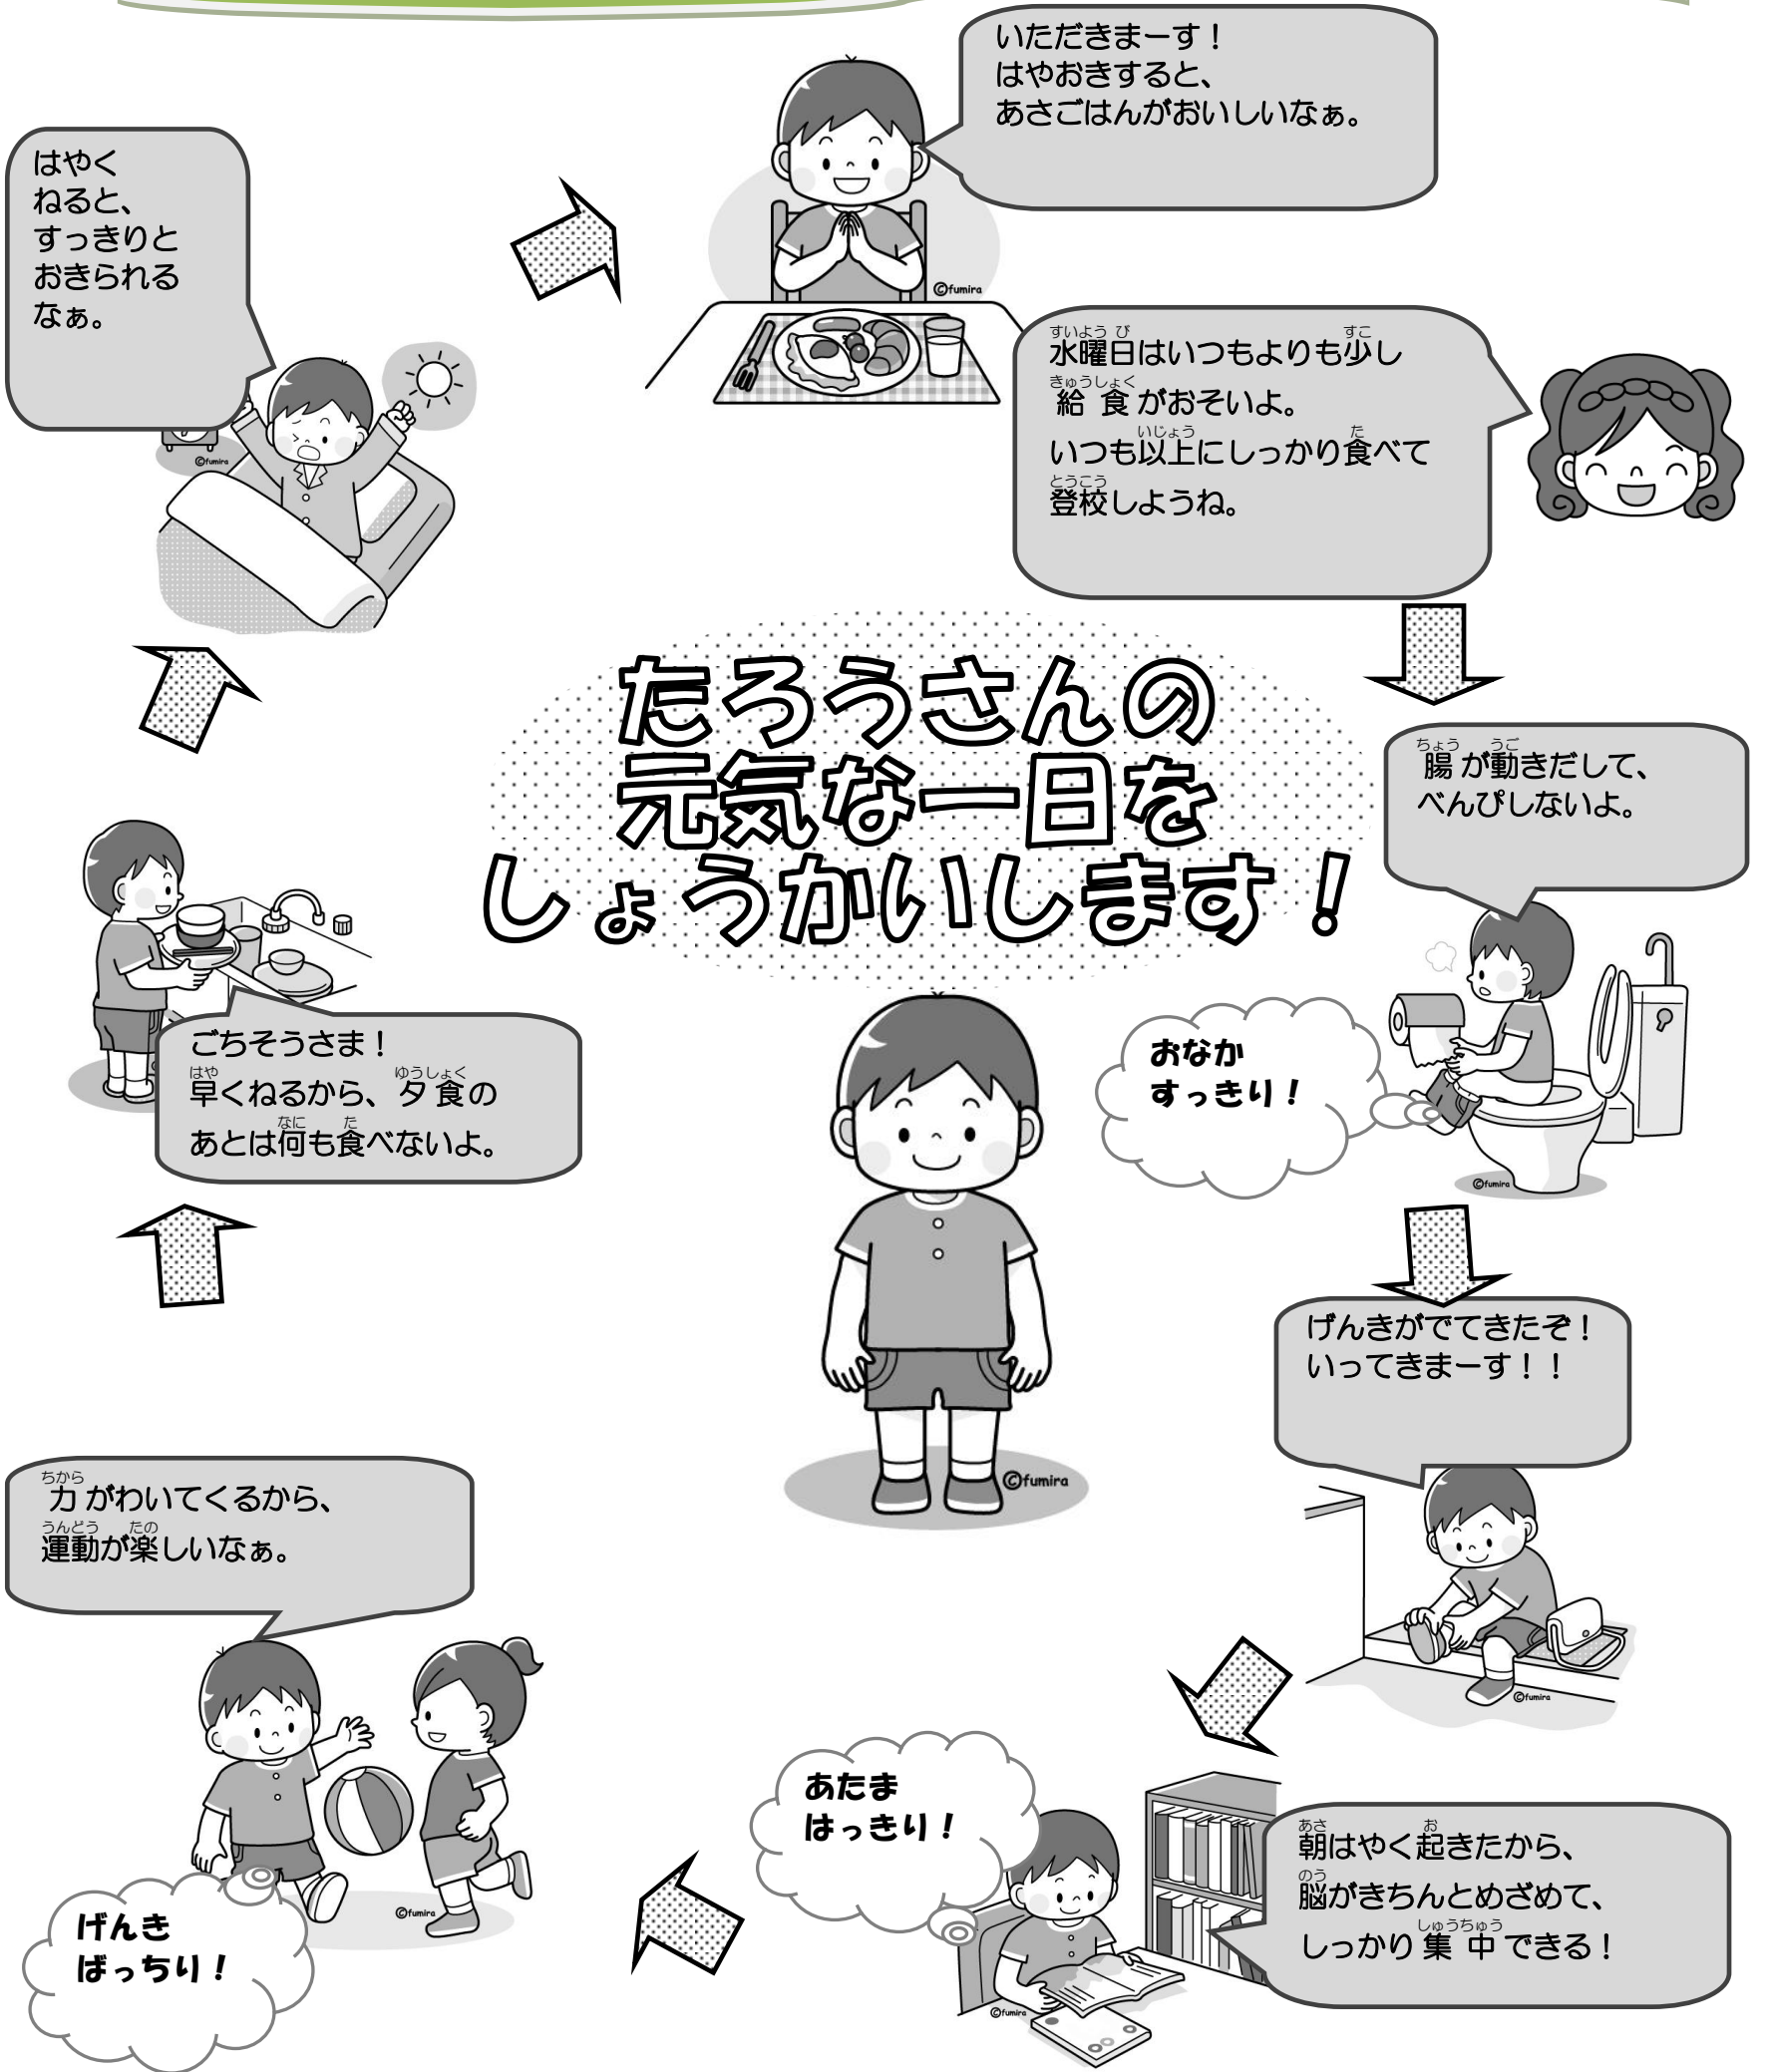 いただきまーす！
はやおきすると、
あさごはんがおいしいなぁ。
はやく
ねると、
すっきりと
おきられる
なぁ。
©fumira
©fumira
すいようび すこ
水曜日はいつもよりも少し
きゅうしょく
給食がおそいよ。
いじょう た
いつも以上にしっかり食べて
とうこう
登校しようね。
たろうさんの
元気な一日を
しょうかいします！
©fumira
ちょう うご
腸が動きだして、
べんぴしないよ。
おなか
すっきり！
©fumira
げんきがでてきたぞ！
いってきまーす！！
©fumira
あさ お
朝はやく起きたから、
のう
脳がきちんとめざめて、
しゅうちゅう
しっかり集中できる！
あたま
はっきり！
©fumira
ちから
力がわいてくるから、
うんどう たの
運動が楽しいなぁ。
げんき
ばっちり！
©fumira
ごちそうさま！
はや ゆうしょく
早くねるから、夕食の
なに た
あとは何も食べないよ。